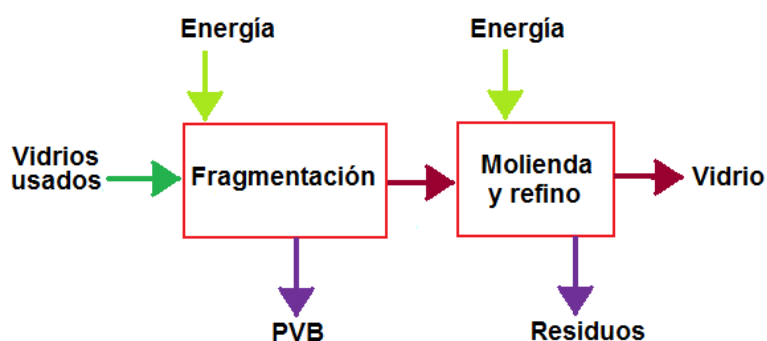 Energía
Energía
Vidrios
usados
Fragmentación
Molienda
y refino
Vidrio
PVB
Residuos